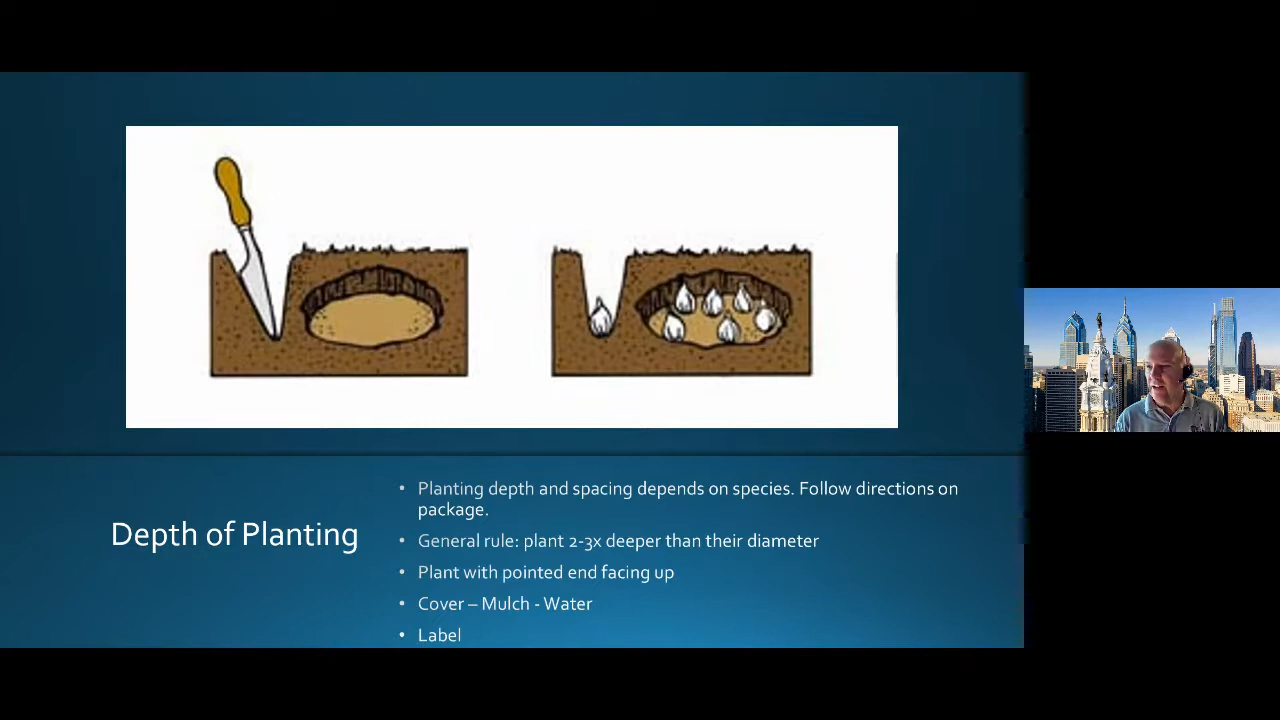 Depth of Planting
• Planting depth and spacing depends on species. Follow directions on
package.
• General rule: plant 2-3x deeper than their diameter
• Plant with pointed end facing up
• Cover – Mulch - Water
• Label